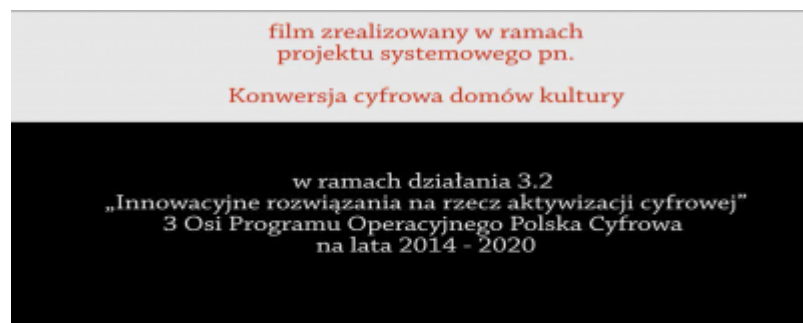 film zrealizowany w ramach
projektu systemowego pn.
Konwersja cyfrowa domów kultury
w ramach działania 3.2
„Innowacyjne rozwiązania na rzecz aktywizacji cyfrowej”
3 Osi Programu Operacyjnego Polska Cyfrowa
na lata 2014 - 2020